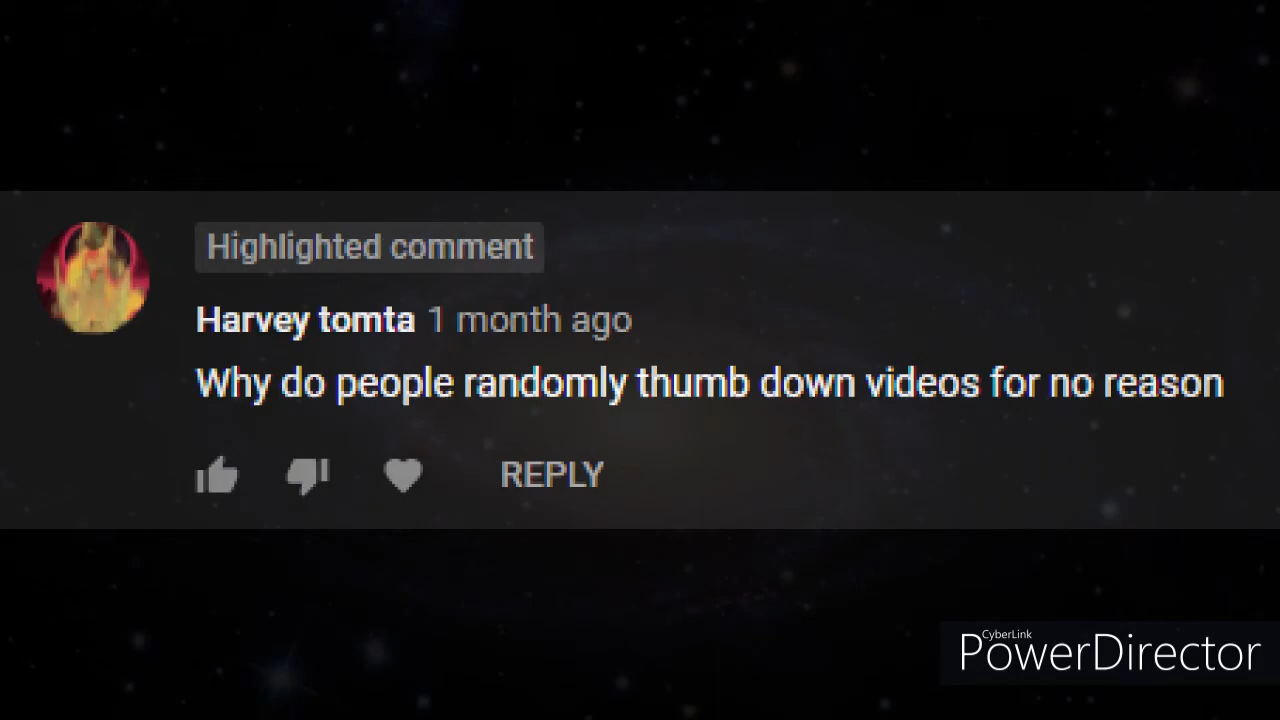 Highlighted comment
Harvey tomta 1 month ago
Why do people randomly thumb down videos for no reason
REPLY
CyberLink
PowerDirector